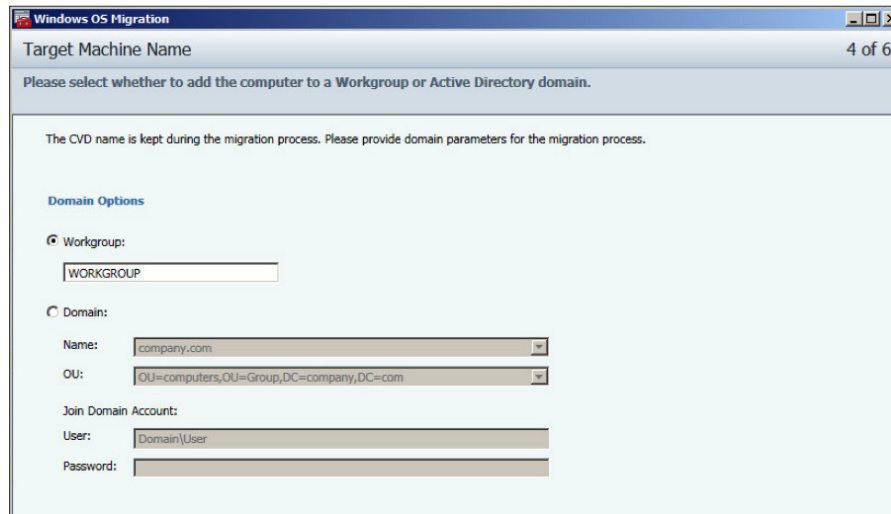 Windows OS Migration
Target Machine Name
4 of 6
Please select whether to add the computer to a Workgroup or Active Directory domain.
The CVD name is kept during the migration process. Please provide domain parameters for the migration process.
Domain Options
Workgroup:
WORKGROUP
Domain:
Name: company.com
OU: OU=computers,OU=Group,DC=company,DC=com
Join Domain Account:
User: Domain\User
Password: